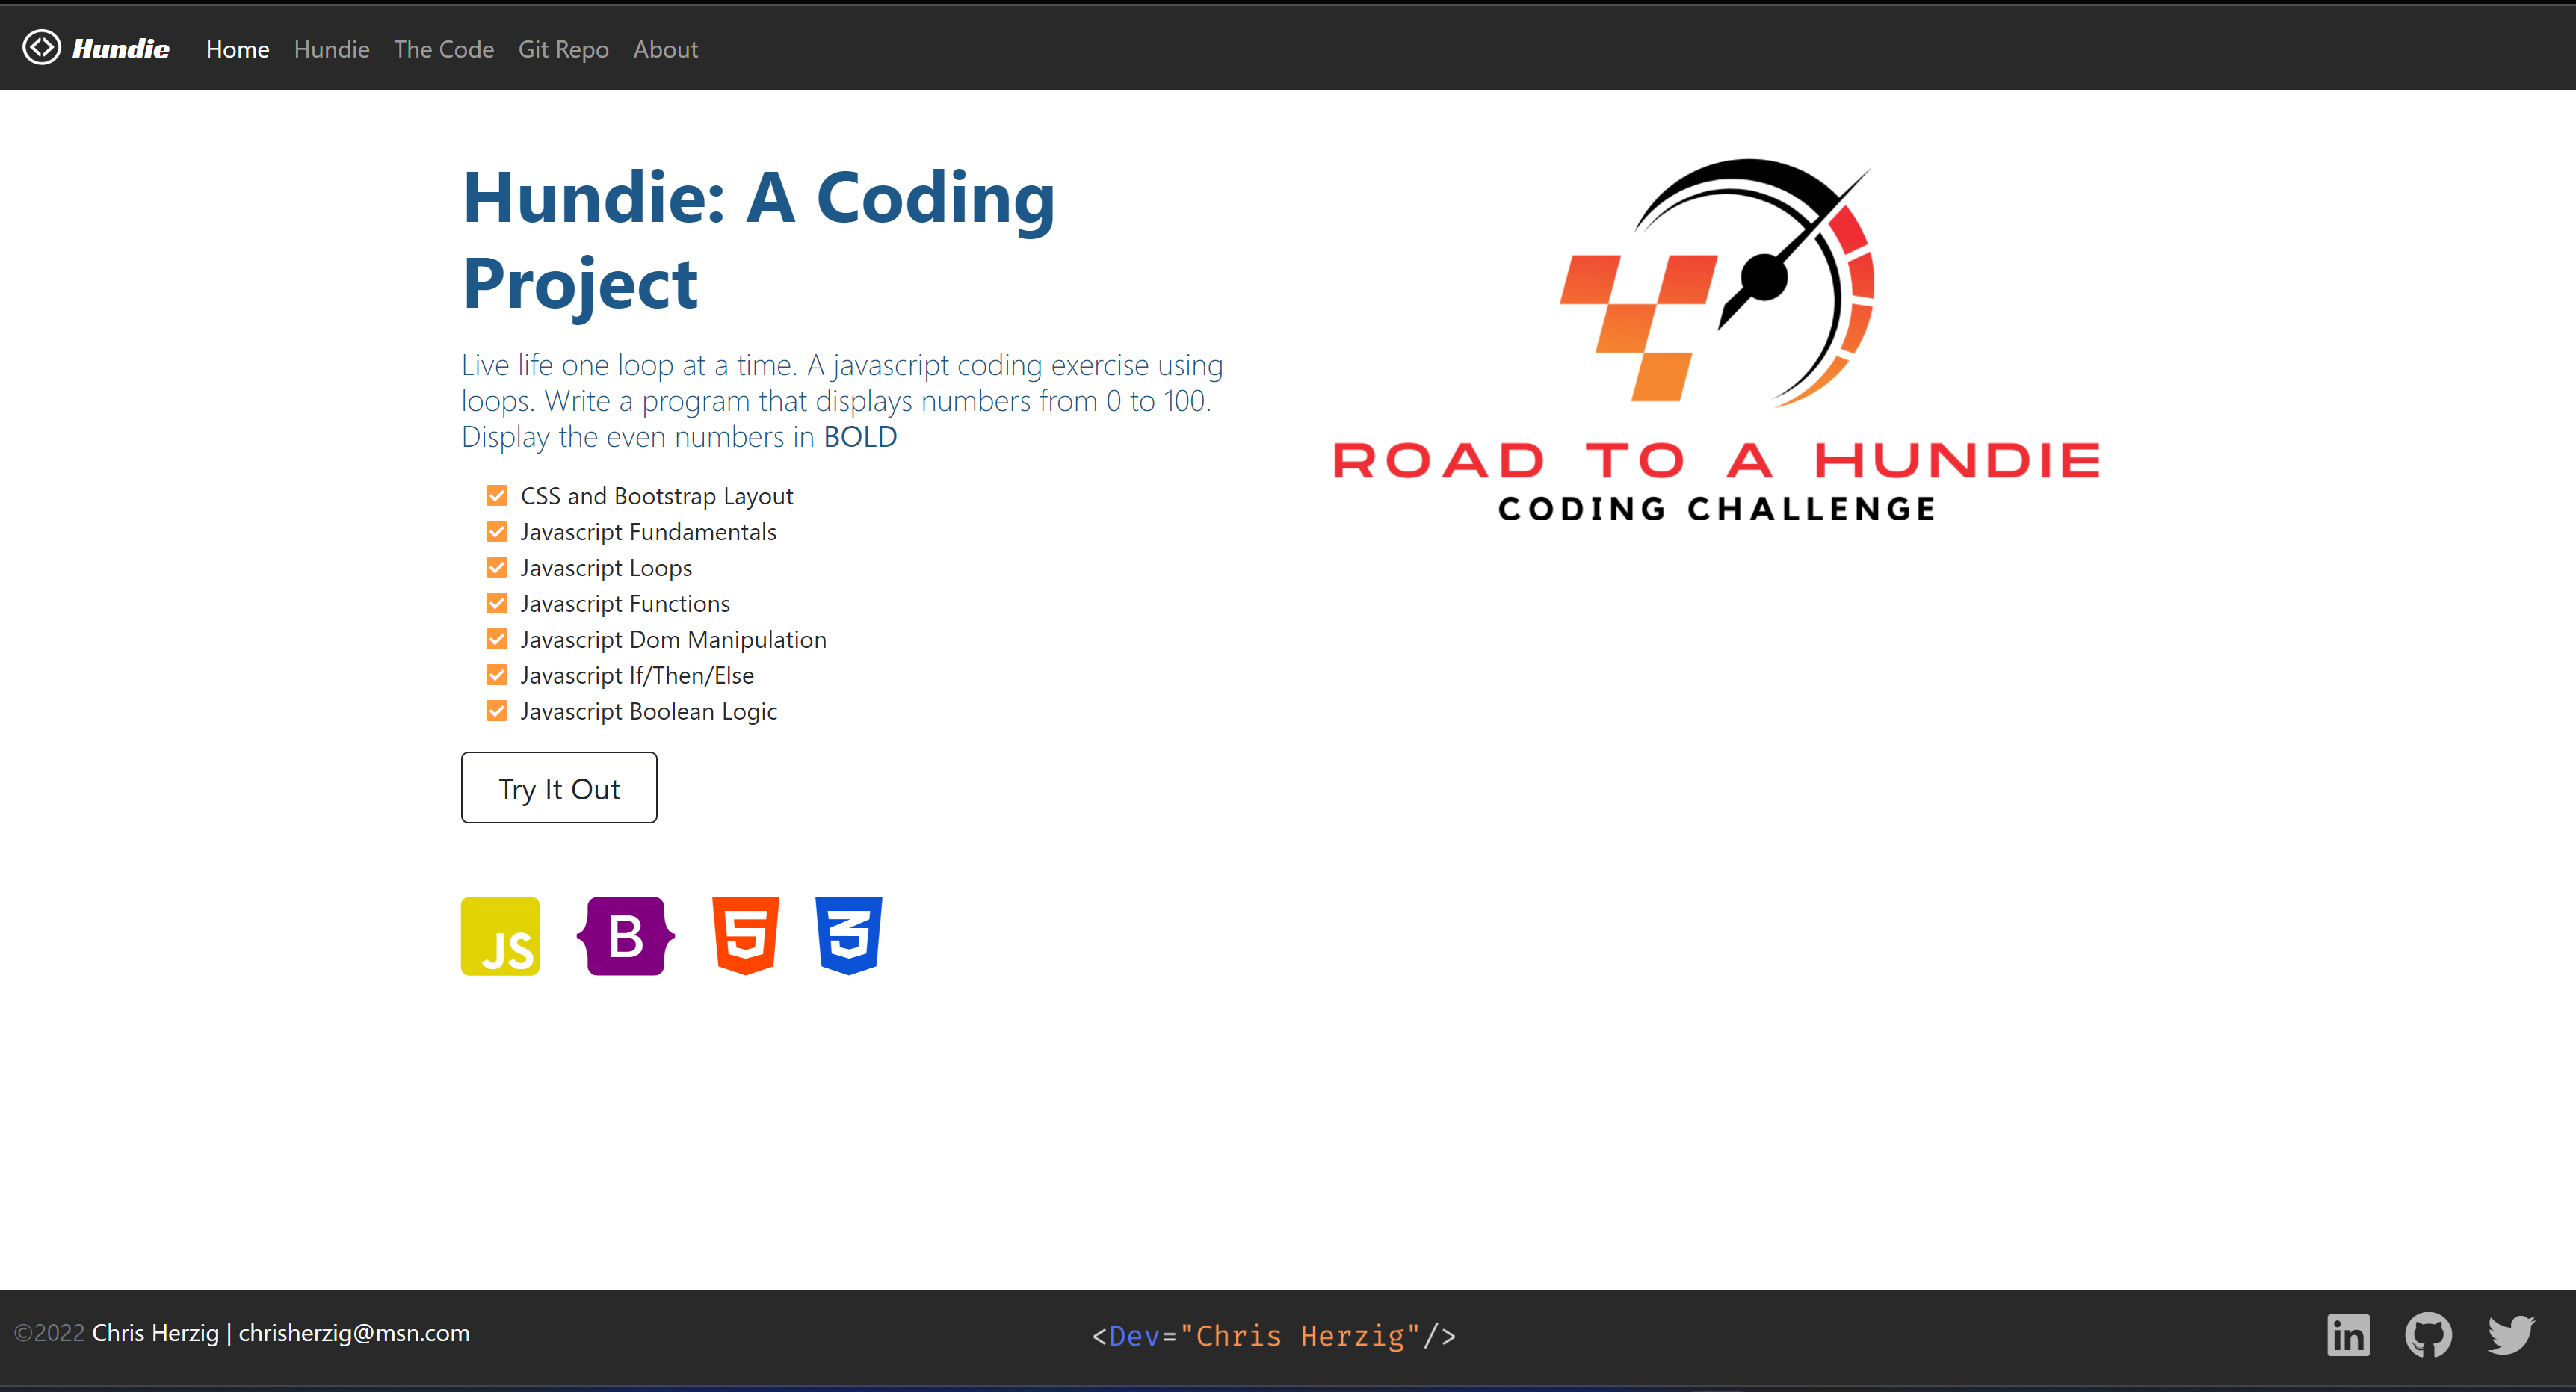 Hundie Home Hundie The Code Git Repo About
Hundie: A Coding
Project
Live life one loop at a time. A javascript coding exercise using
loops. Write a program that displays numbers from 0 to 100.
Display the even numbers in BOLD
CSS and Bootstrap Layout
Javascript Fundamentals
Javascript Loops
Javascript Functions
Javascript Dom Manipulation
Javascript If/Then/Else
Javascript Boolean Logic
Try It Out
JS B 5 3
ROAD TO A HUNDIE
CODING CHALLENGE
©2022 Chris Herzig | chrisherzig@msn.com
<Dev="Chris Herzig"/>
in